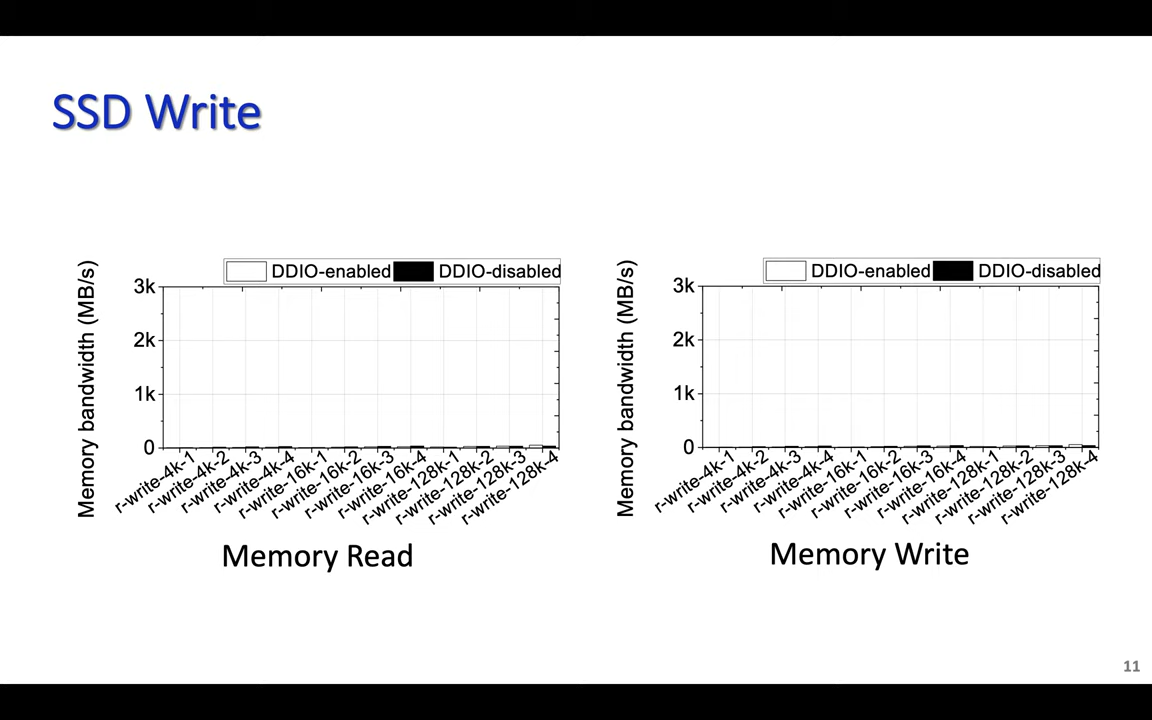 SSD Write
Memory bandwidth (MB/s)
DDIO-enabled DDIO-disabled
3k
2k
1k
0
r-write-4k-1
r-write-4k-2
r-write-4k-3
r-write-4k-4
r-write-16k-1
r-write-16k-2
r-write-16k-3
r-write-16k-4
r-write-128k-1
r-write-128k-2
r-write-128k-3
r-write-128k-4
Memory Read
Memory bandwidth (MB/s)
DDIO-enabled DDIO-disabled
3k
2k
1k
0
r-write-4k-1
r-write-4k-2
r-write-4k-3
r-write-4k-4
r-write-16k-1
r-write-16k-2
r-write-16k-3
r-write-16k-4
r-write-128k-1
r-write-128k-2
r-write-128k-3
r-write-128k-4
Memory Write
11